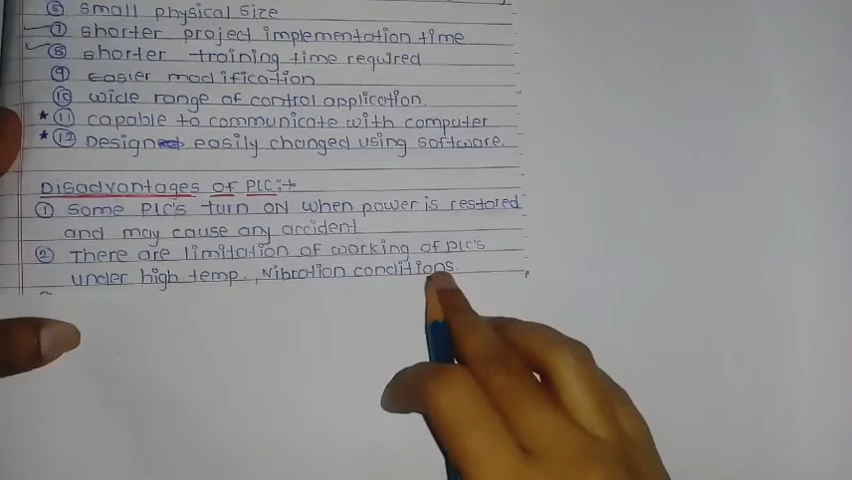 ⑥ small physical size
⑦ shorter project implementation time
⑧ shorter training time required
⑨ easier modification
⑩ wide range of control application.
* ⑪ capable to communicate with computer
* ⑫ Design easily changed using software.
Disadvantages of PLC:+
① Some PLC's turn ON when power is restored
and may cause any accident.
② There are limitation of working of PLC's
under high temp., Vibration conditions.